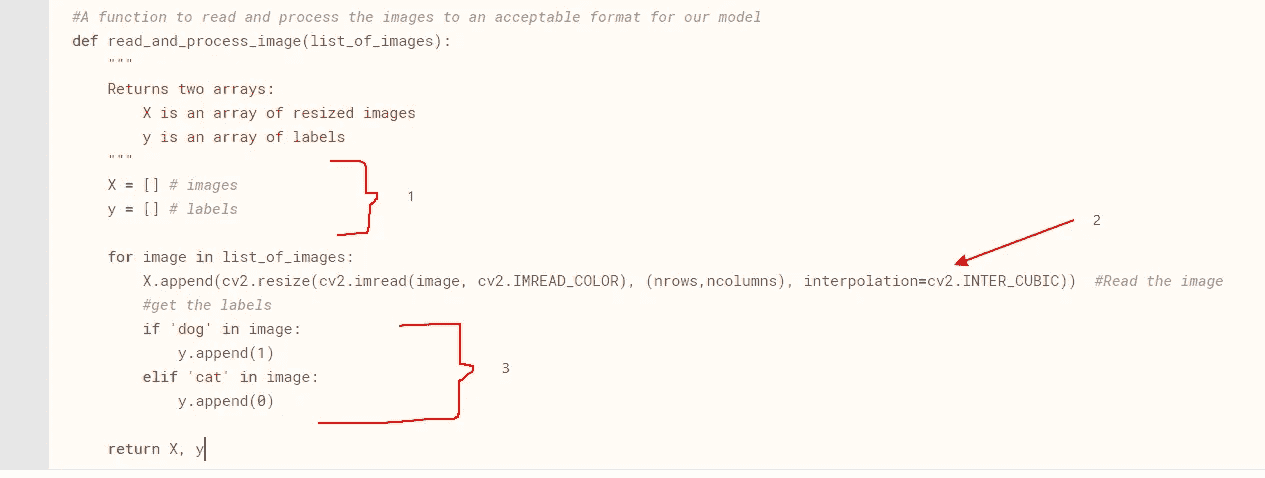 #A function to read and process the images to an acceptable format for our model
def read_and_process_image(list_of_images):
    """
    Returns two arrays:
        X is an array of resized images
        y is an array of labels
    """
    X = [] # images
    y = [] # labels
1
2
    for image in list_of_images:
        X.append(cv2.resize(cv2.imread(image, cv2.IMREAD_COLOR), (nrows,ncolumns), interpolation=cv2.INTER_CUBIC))  #Read the image
        #get the labels
        if 'dog' in image:
            y.append(1)
        elif 'cat' in image:
            y.append(0)
3
    return X, y